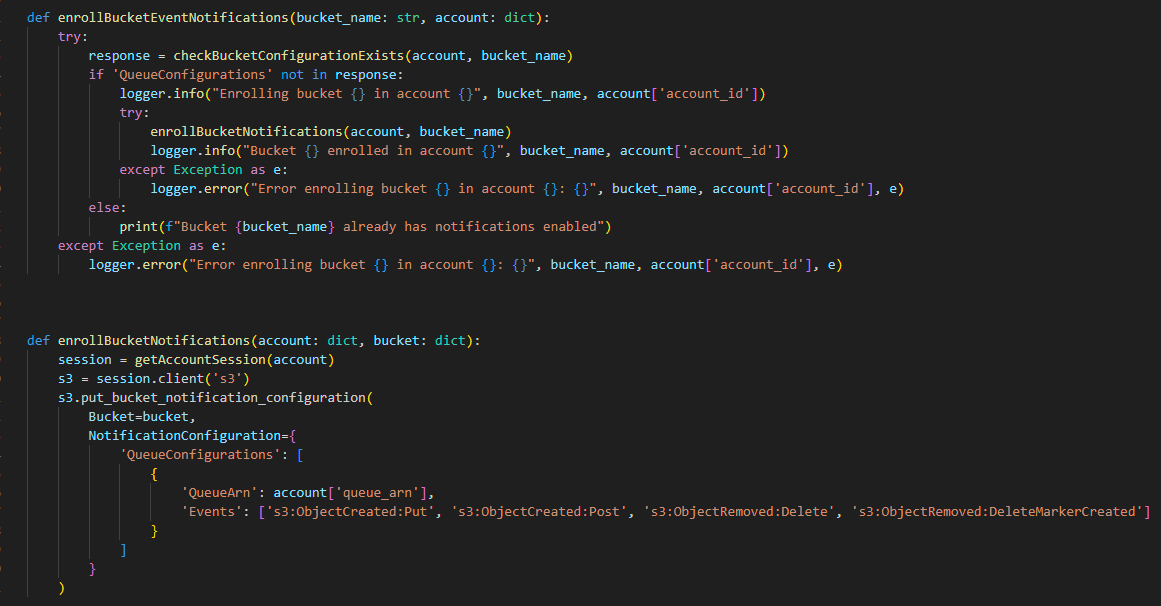 def enrollBucketEventNotifications(bucket_name: str, account: dict):
    try:
        response = checkBucketConfigurationExists(account, bucket_name)
        if 'QueueConfigurations' not in response:
            logger.info("Enrolling bucket {} in account {}", bucket_name, account['account_id'])
            try:
                enrollBucketNotifications(account, bucket_name)
                logger.info("Bucket {} enrolled in account {}", bucket_name, account['account_id'])
            except Exception as e:
                logger.error("Error enrolling bucket {} in account {}: {}", bucket_name, account['account_id'], e)
        else:
            print(f"Bucket {bucket_name} already has notifications enabled")
    except Exception as e:
        logger.error("Error enrolling bucket {} in account {}: {}", bucket_name, account['account_id'], e)
def enrollBucketNotifications(account: dict, bucket: dict):
    session = getAccountSession(account)
    s3 = session.client('s3')
    s3.put_bucket_notification_configuration(
        Bucket=bucket,
        NotificationConfiguration={
            'QueueConfigurations': [
                {
                    'QueueArn': account['queue_arn'],
                    'Events': ['s3:ObjectCreated:Put', 's3:ObjectCreated:Post', 's3:ObjectRemoved:Delete', 's3:ObjectRemoved:DeleteMarkerCreated']
                }
            ]
        }
    )